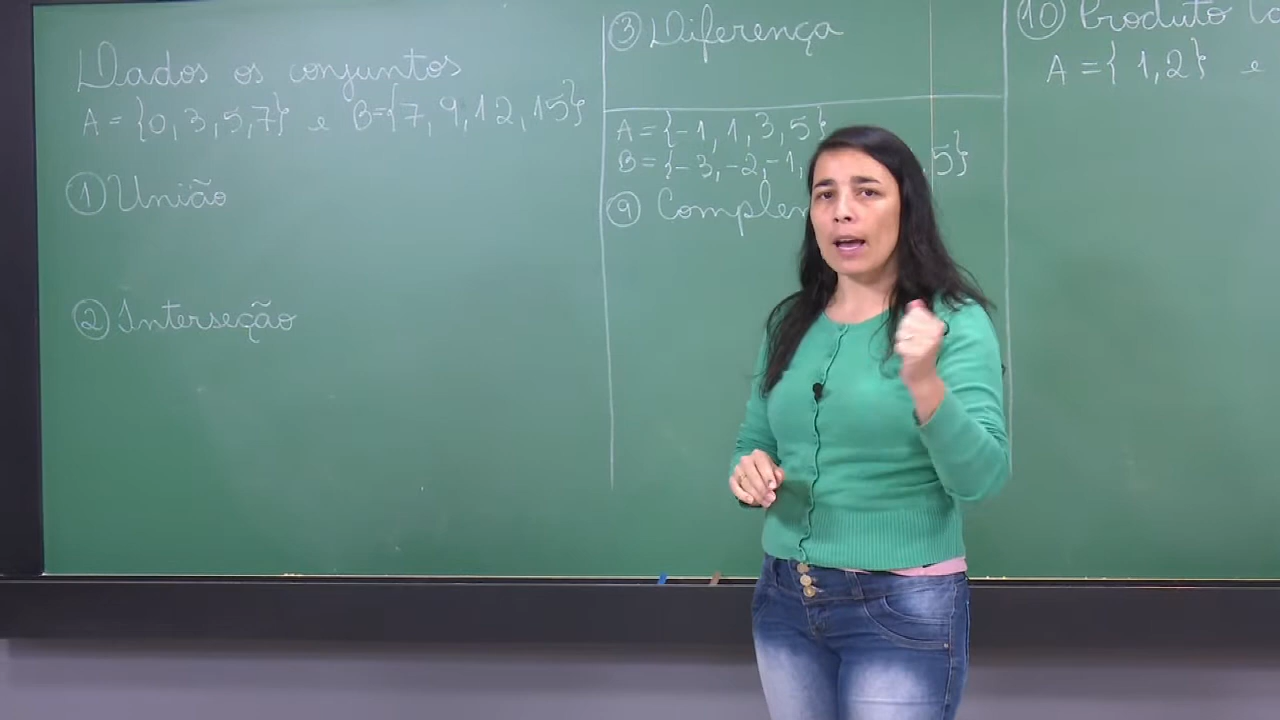 Dados os conjuntos
A = {0, 3, 5, 7} e B={7, 9, 12, 15}
① União
② Interseção
③ Diferença
A = {-1, 1, 3, 5}
B = {-3, -2, -1, 5}
⑨
⑩ Produto
A = { 1, 2 } e